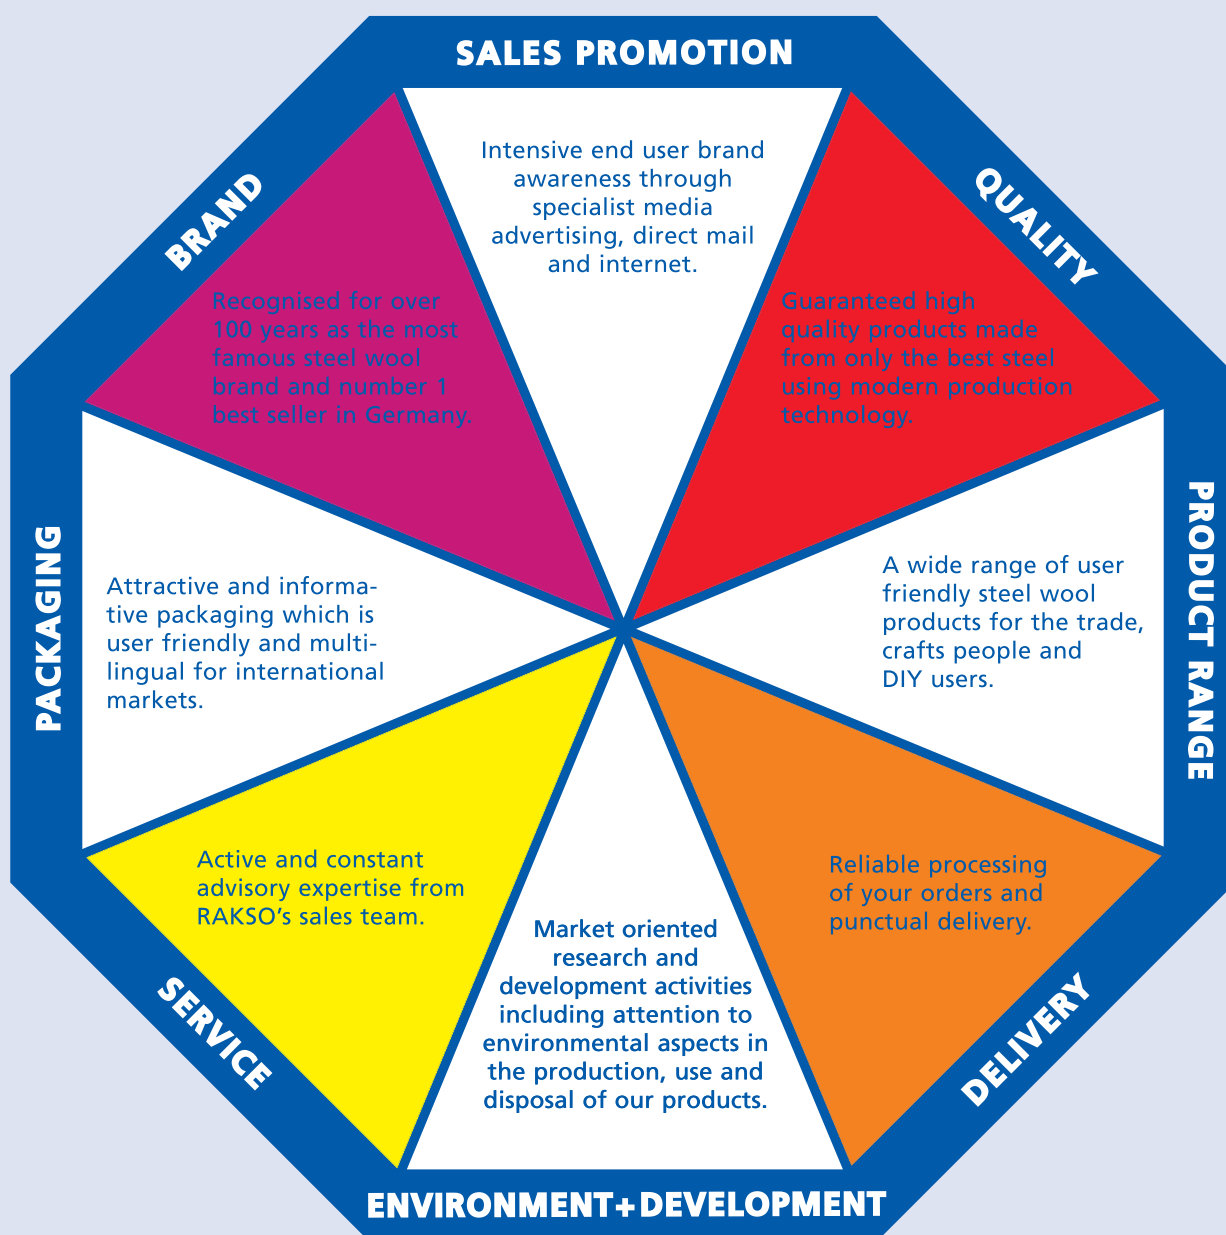 SALES PROMOTION
Intensive end user brand
awareness through
specialist media
advertising, direct mail
and internet.
QUALITY
Guaranteed high
quality products made
from only the best steel
using modern production
technology.
PRODUCT RANGE
A wide range of user
friendly steel wool
products for the trade,
crafts people and
DIY users.
DELIVERY
Reliable processing
of your orders and
punctual delivery.
ENVIRONMENT+DEVELOPMENT
Market oriented
research and
development activities
including attention to
environmental aspects in
the production, use and
disposal of our products.
SERVICE
Active and constant
advisory expertise from
RAKSO’s sales team.
PACKAGING
Attractive and informa-
tive packaging which is
user friendly and multi-
lingual for international
markets.
BRAND
Recognised for over
100 years as the most
famous steel wool
brand and number 1
best seller in Germany.